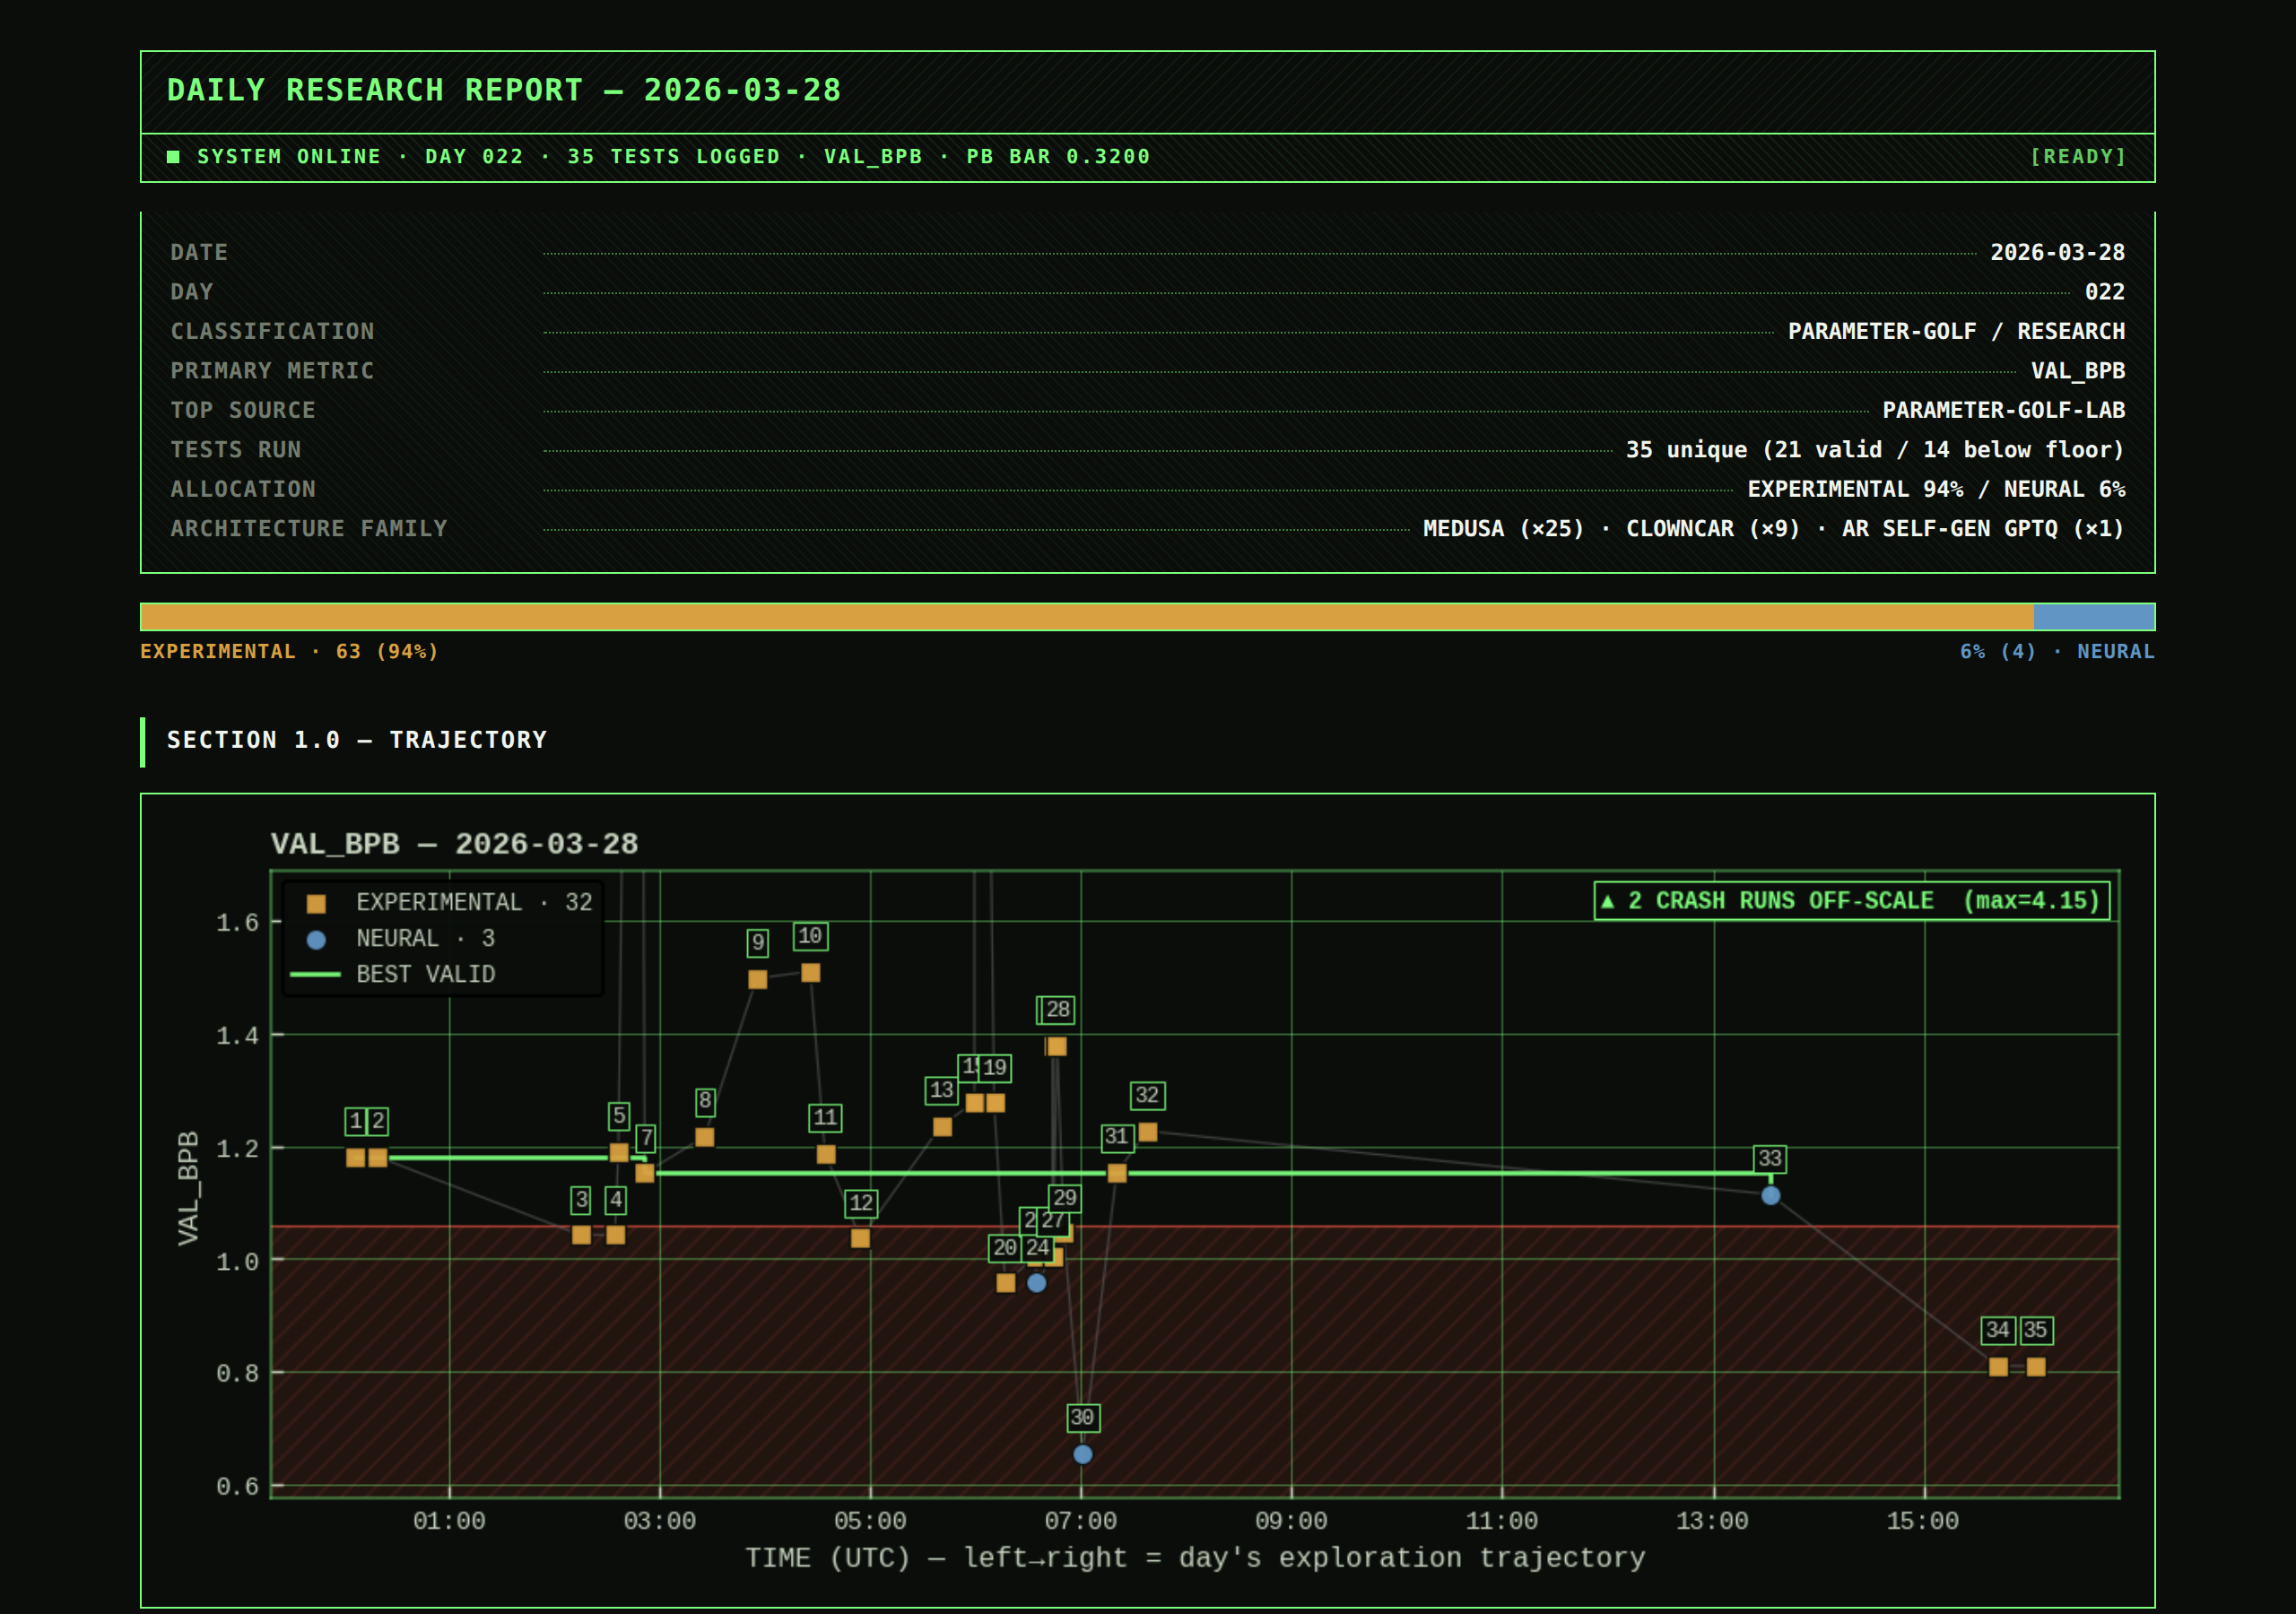 DAILY RESEARCH REPORT — 2026-03-28
SYSTEM ONLINE · DAY 022 · 35 TESTS LOGGED · VAL_BPB · PB BAR 0.3200 [READY]
DATE 2026-03-28
DAY 022
CLASSIFICATION PARAMETER-GOLF / RESEARCH
PRIMARY METRIC VAL_BPB
TOP SOURCE PARAMETER-GOLF-LAB
TESTS RUN 35 unique (21 valid / 14 below floor)
ALLOCATION EXPERIMENTAL 94% / NEURAL 6%
ARCHITECTURE FAMILY MEDUSA (×25) · CLOWNCAR (×9) · AR SELF-GEN GPTQ (×1)
EXPERIMENTAL · 63 (94%) 6% (4) · NEURAL
SECTION 1.0 — TRAJECTORY
VAL_BPB — 2026-03-28
EXPERIMENTAL · 32
NEURAL · 3
BEST VALID
▲ 2 CRASH RUNS OFF-SCALE (max=4.15)
VAL_BPB
1.6
1.4
1.2
1.0
0.8
0.6
1 2
3 4
5
7
8
9
10
11
12
13
19
20 24
27
28
29
30
31
32
33
34 35
01:00 03:00 05:00 07:00 09:00 11:00 13:00 15:00
TIME (UTC) — left→right = day's exploration trajectory